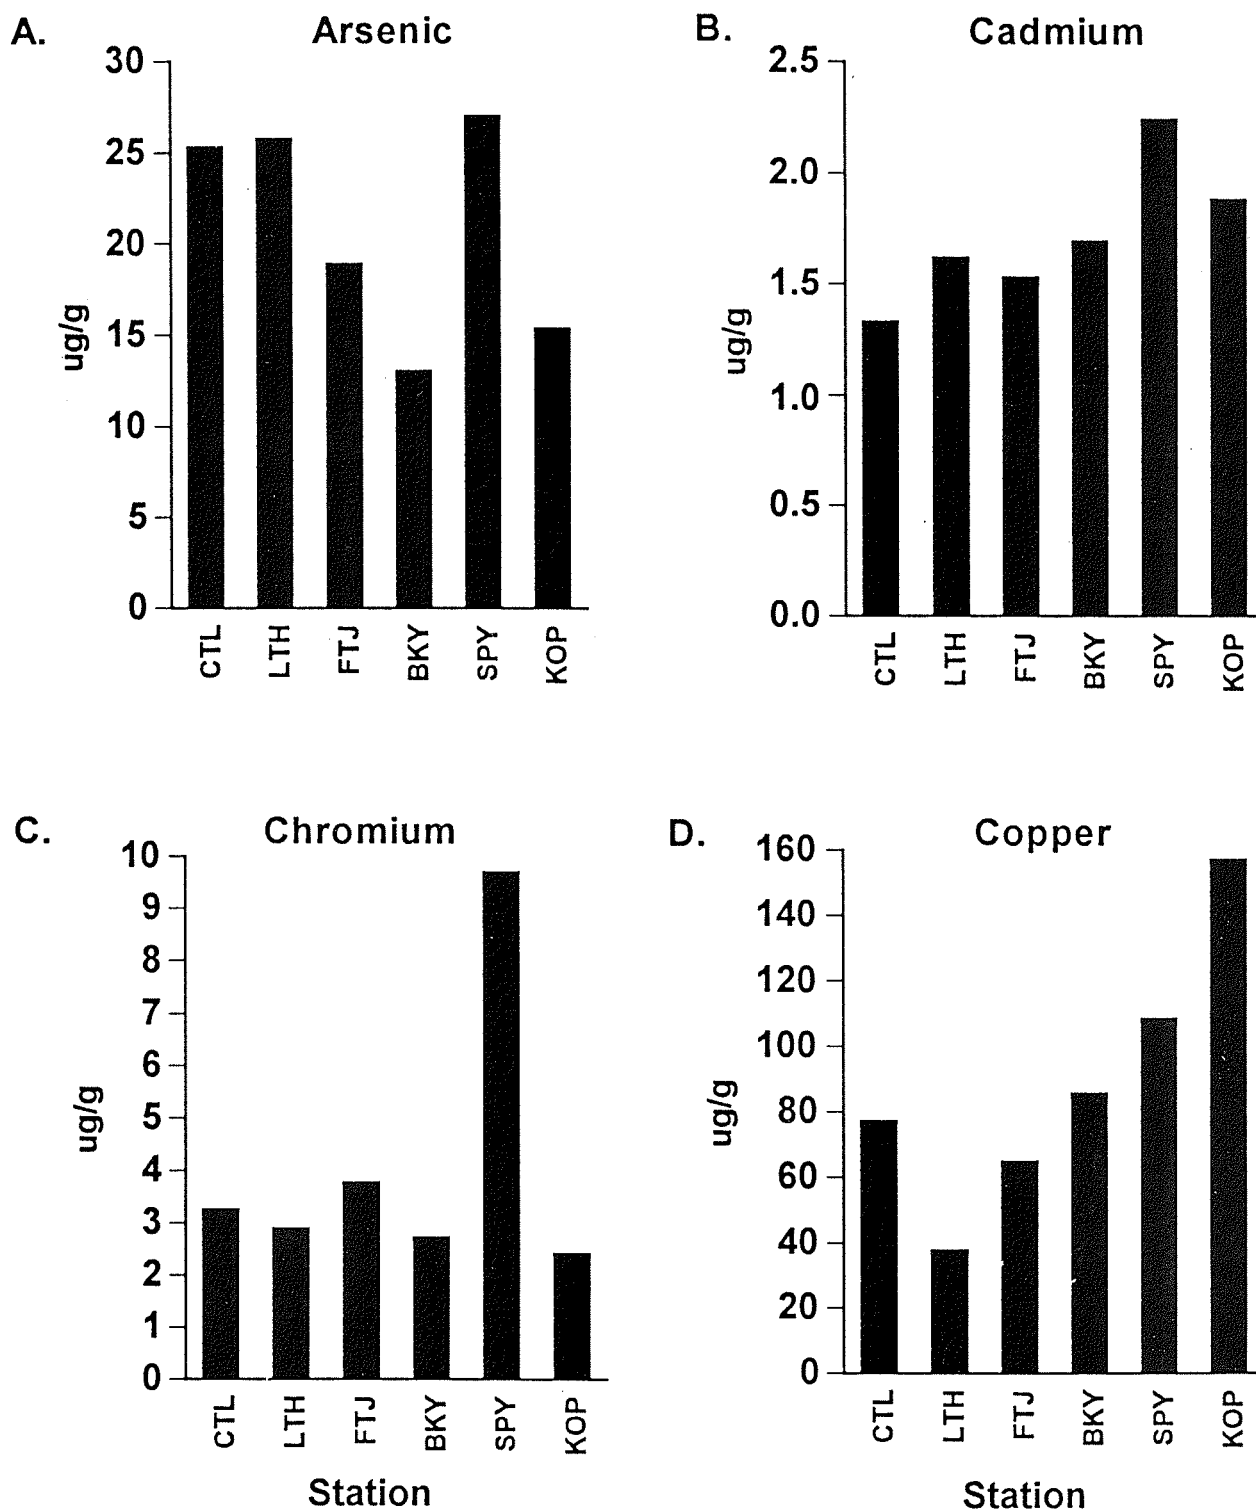 A. Arsenic
30
25
20
15
10
5
0
ug/g
CTL LTH FTJ BKY SPY KOP
B. Cadmium
2.5
2.0
1.5
1.0
0.5
0.0
ug/g
CTL LTH FTJ BKY SPY KOP
C. Chromium
10
9
8
7
6
5
4
3
2
1
0
ug/g
CTL LTH FTJ BKY SPY KOP
Station
D. Copper
160
140
120
100
80
60
40
20
0
ug/g
CTL LTH FTJ BKY SPY KOP
Station